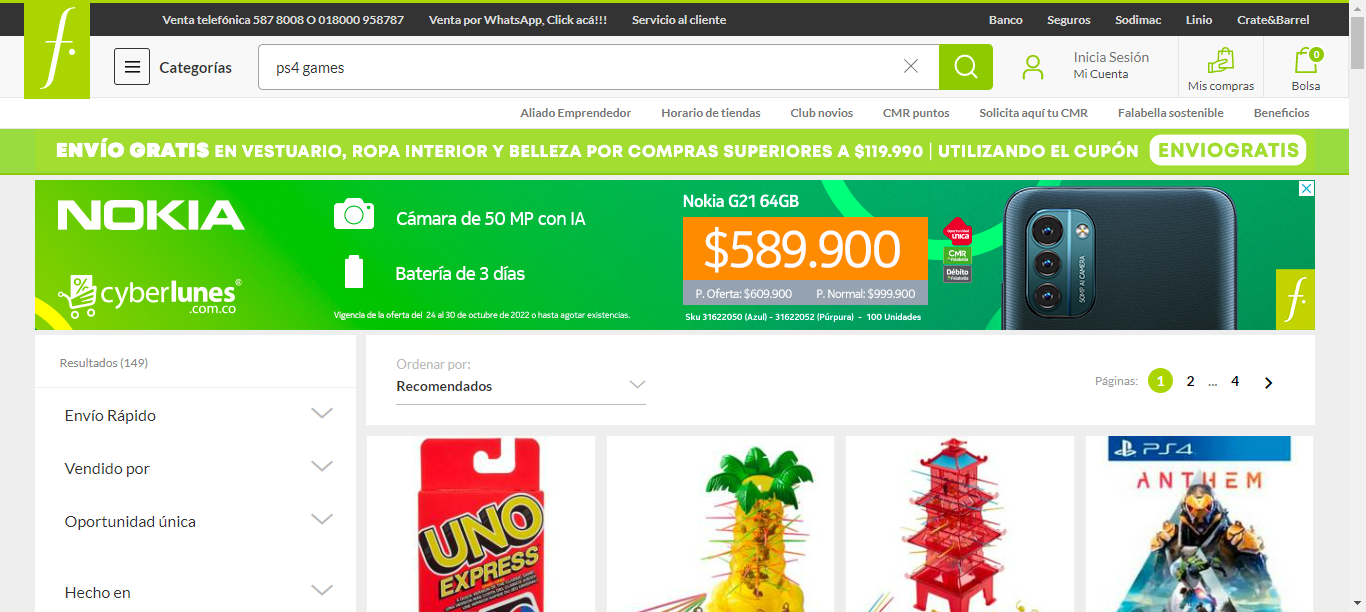 Venta telefónica 587 8008 O 018000 958787
Venta por WhatsApp, Click acá!!!
Servicio al cliente
Banco
Seguros
Sodimac
Linio
Crate&Barrel
f.
Categorías
ps4 games
Inicia Sesión
Mi Cuenta
Mis compras
0
Bolsa
Aliado Emprendedor
Horario de tiendas
Club novios
CMR puntos
Solicita aquí tu CMR
Falabella sostenible
Beneficios
ENVÍO GRATIS EN VESTUARIO, ROPA INTERIOR Y BELLEZA POR COMPRAS SUPERIORES A $119.990 | UTILIZANDO EL CUPÓN ENVIOGRATIS
NOKIA
cyberlunes®
.com.co
Cámara de 50 MP con IA
Batería de 3 días
Vigencia de la oferta del 24 al 30 de octubre de 2022 o hasta agotar existencias.
Nokia G21 64GB
$589.900
P. Oferta: $609.900 P. Normal: $999.900
Sku 31622050 (Azul) - 31622052 (Púrpura) - 100 Unidades
Oportunidad
única
CMR
Débito
50MP AI CAMERA
f.
Resultados (149)
Envío Rápido
Vendido por
Oportunidad única
Hecho en
Ordenar por:
Recomendados
Páginas: 1 2 ... 4
UNO
EXPRESS
PS4
ANTHEM